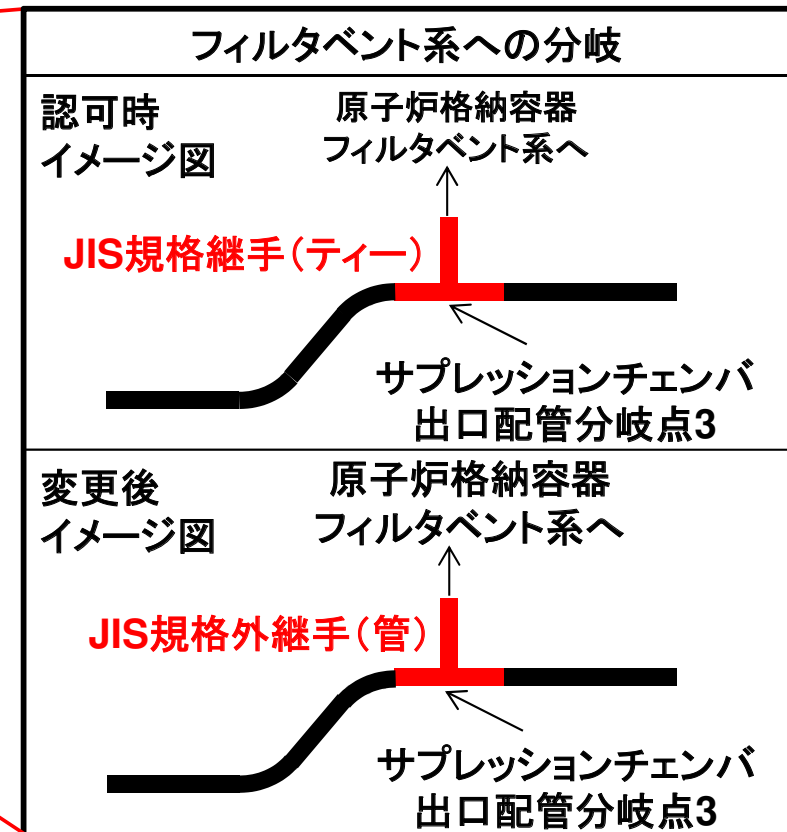 フィルタベント系への分岐
認可時
イメージ図
原子炉格納容器
フィルタベント系へ
JIS規格継手(ティー)
サプレッションチェンバ
出口配管分岐点3
変更後
イメージ図
原子炉格納容器
フィルタベント系へ
JIS規格外継手(管)
サプレッションチェンバ
出口配管分岐点3